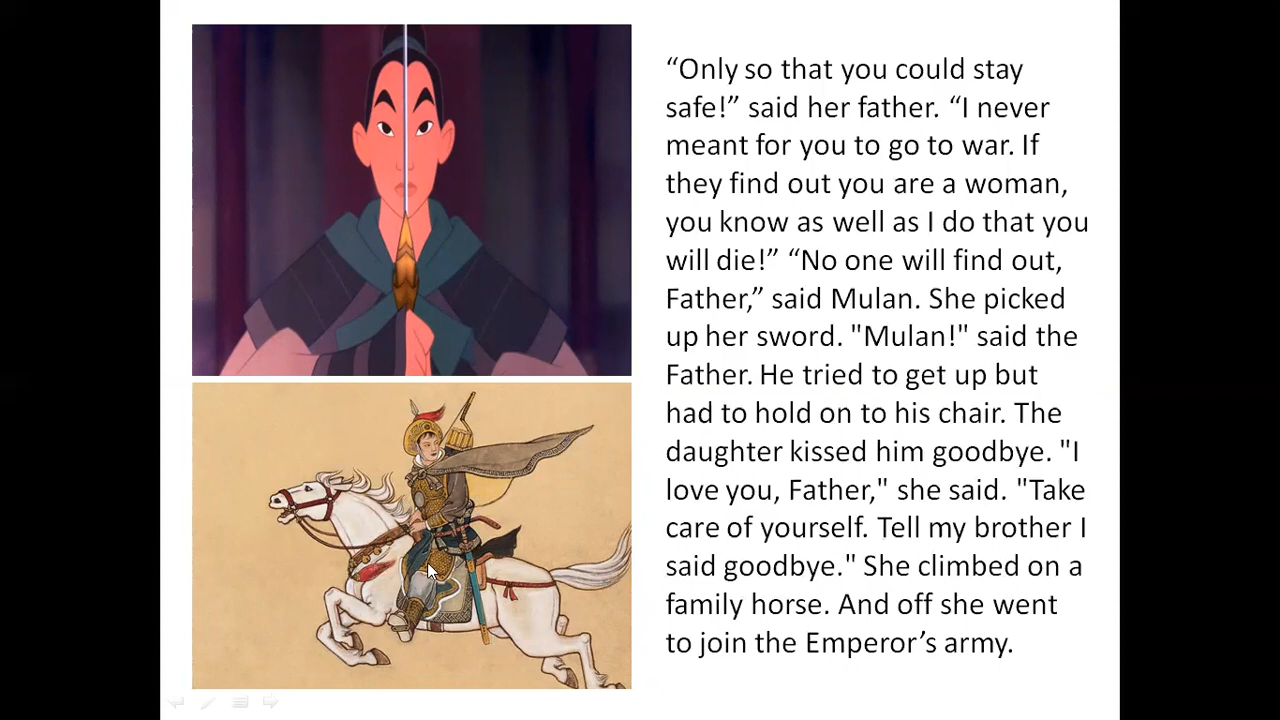 “Only so that you could stay
safe!” said her father. “I never
meant for you to go to war. If
they find out you are a woman,
you know as well as I do that you
will die!” “No one will find out,
Father,” said Mulan. She picked
up her sword. "Mulan!" said the
Father. He tried to get up but
had to hold on to his chair. The
daughter kissed him goodbye. "I
love you, Father," she said. "Take
care of yourself. Tell my brother I
said goodbye." She climbed on a
family horse. And off she went
to join the Emperor’s army.